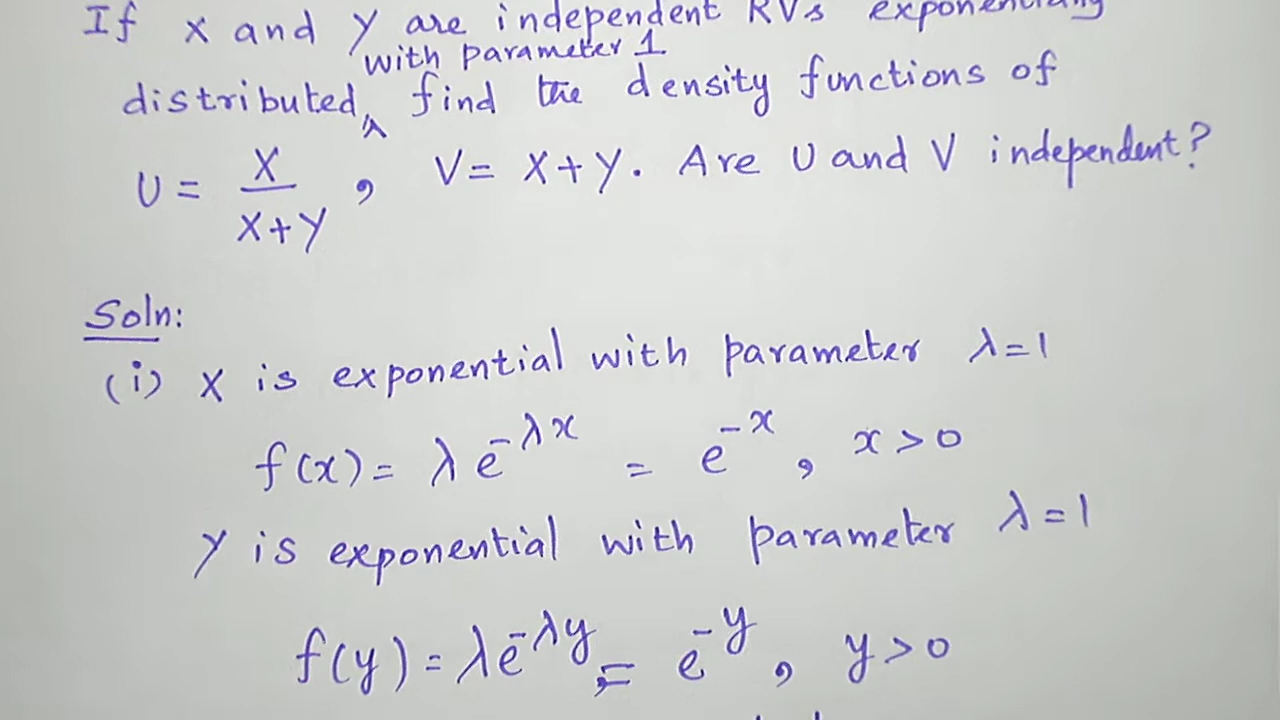 If X and Y are independent RVs exponentially
with parameter 1
distributed, find the density functions of
U = X/(X+Y), V = X+Y. Are U and V independent?
Soln:
(i) X is exponential with parameter λ=1
f(x) = λe^{-λx} = e^{-x}, x>0
Y is exponential with parameter λ=1
f(y) = λe^{-λy} = e^{-y}, y>0